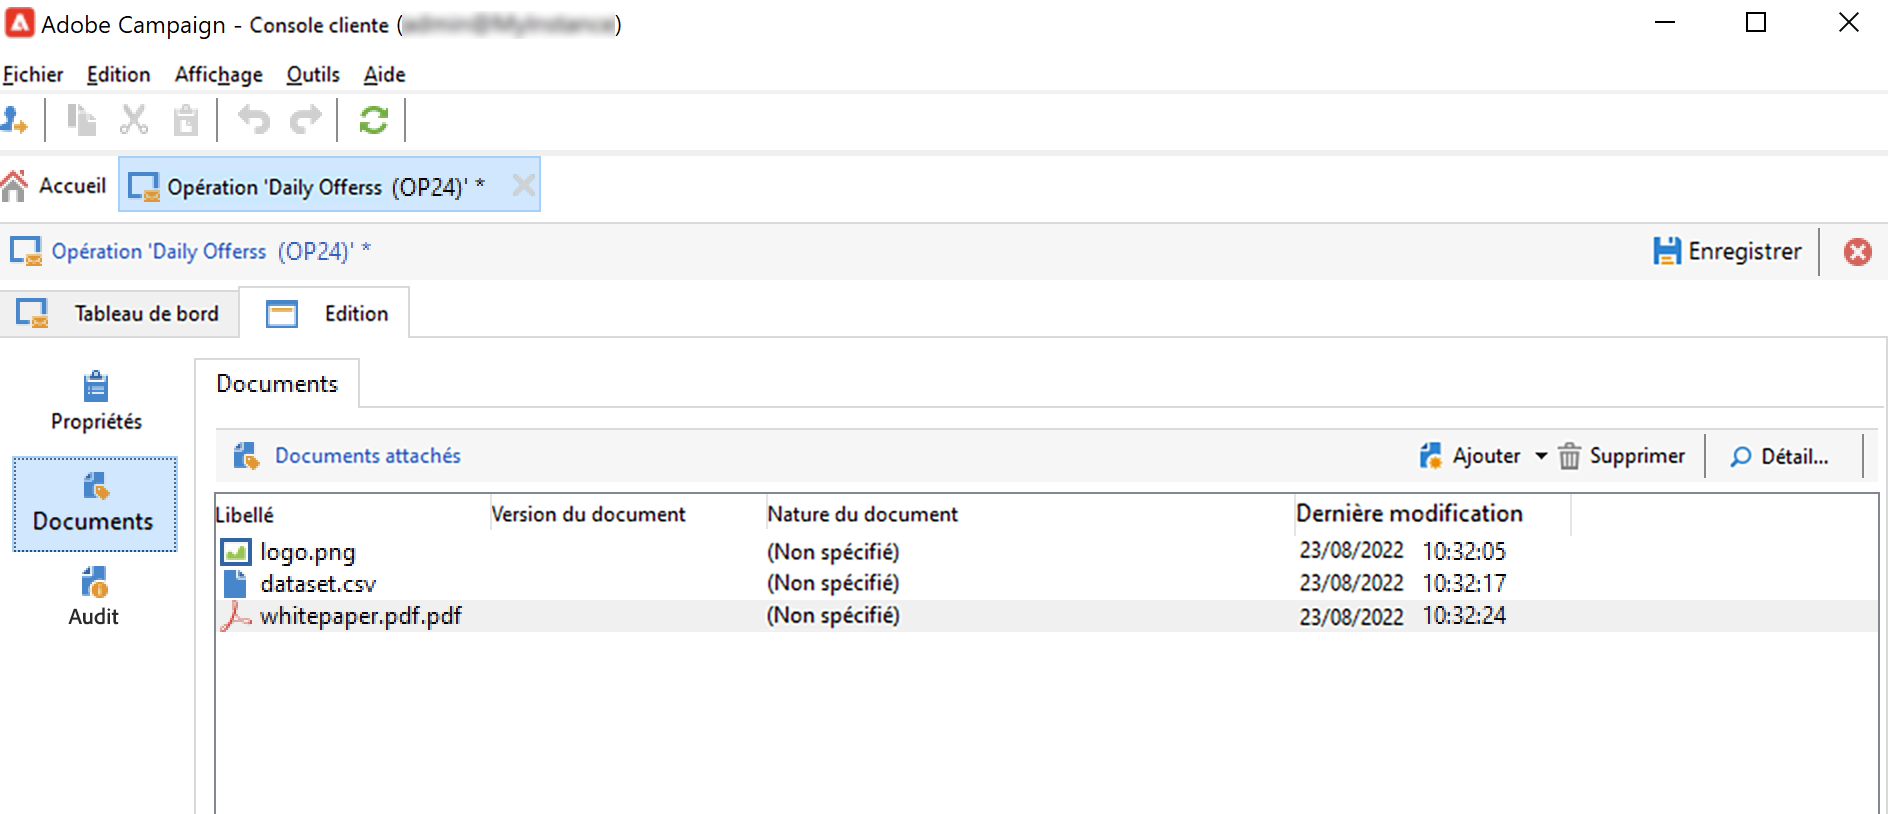 Adobe Campaign - Console cliente ( )
Fichier Edition Affichage Outils Aide
Accueil Opération 'Daily Offerss (OP24)' *
Opération 'Daily Offerss (OP24)' * Enregistrer
Tableau de bord Edition
Propriétés
Documents
Audit
Documents
Documents attachés Ajouter Supprimer Détail...
Libellé Version du document Nature du document Dernière modification
logo.png (Non spécifié) 23/08/2022 10:32:05
dataset.csv (Non spécifié) 23/08/2022 10:32:17
whitepaper.pdf.pdf (Non spécifié) 23/08/2022 10:32:24